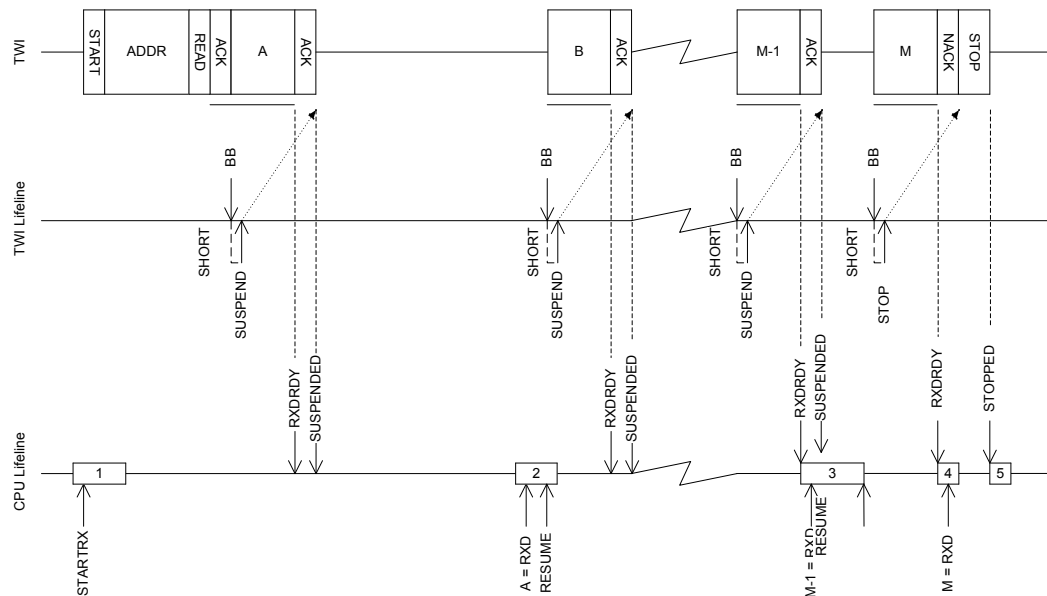 TWI
START
ADDR
READ
ACK
A
ACK
B
ACK
M-1
ACK
M
NACK
STOP
TWI Lifeline
BB
SHORT
SUSPEND
BB
SHORT
SUSPEND
BB
SHORT
SUSPEND
BB
SHORT
STOP
RXDRDY
SUSPENDED
RXDRDY
SUSPENDED
RXDRDY
SUSPENDED
RXDRDY
STOPPED
CPU Lifeline
1
2
3
4
5
STARTRX
A = RXD
RESUME
M-1 = RXD
RESUME
M = RXD